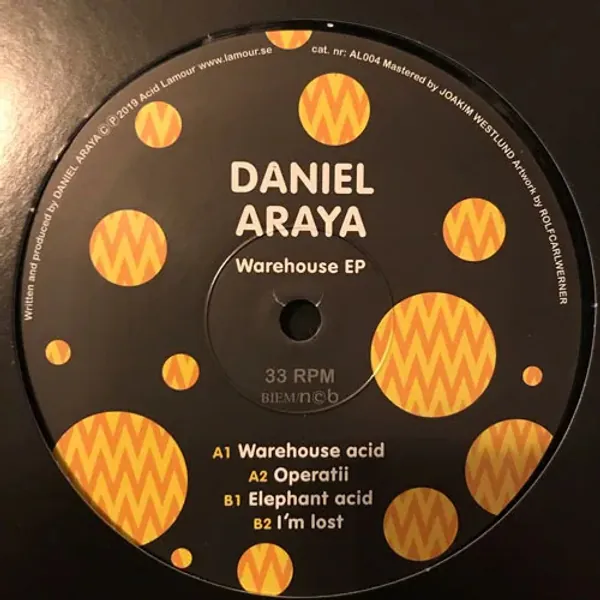 Written and produced by DANIEL ARAYA Ⓒ Ⓟ 2019 Acid Lamour www.lamour.se
cat. nr: AL004 Mastered by JOAKIM WESTLUND Artwork by ROLFCARLWERNER
DANIEL
ARAYA
Warehouse EP
33 RPM
BIEM/n©b
A1 Warehouse acid
A2 Operatii
B1 Elephant acid
B2 I'm lost